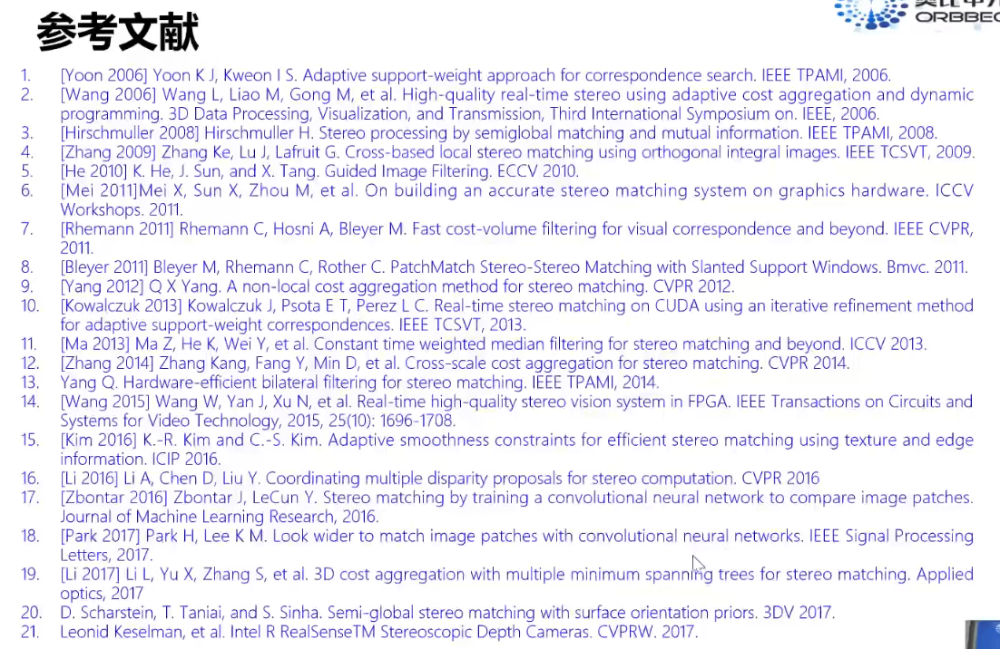 参考文献
ORBBEC
1. [Yoon 2006] Yoon K J, Kweon I S. Adaptive support-weight approach for correspondence search. IEEE TPAMI, 2006.
2. [Wang 2006] Wang L, Liao M, Gong M, et al. High-quality real-time stereo using adaptive cost aggregation and dynamic
programming. 3D Data Processing, Visualization, and Transmission, Third International Symposium on. IEEE, 2006.
3. [Hirschmuller 2008] Hirschmuller H. Stereo processing by semiglobal matching and mutual information. IEEE TPAMI, 2008.
4. [Zhang 2009] Zhang Ke, Lu J, Lafruit G. Cross-based local stereo matching using orthogonal integral images. IEEE TCSVT, 2009.
5. [He 2010] K. He, J. Sun, and X. Tang. Guided Image Filtering. ECCV 2010.
6. [Mei 2011]Mei X, Sun X, Zhou M, et al. On building an accurate stereo matching system on graphics hardware. ICCV
Workshops. 2011.
7. [Rhemann 2011] Rhemann C, Hosni A, Bleyer M. Fast cost-volume filtering for visual correspondence and beyond. IEEE CVPR,
2011.
8. [Bleyer 2011] Bleyer M, Rhemann C, Rother C. PatchMatch Stereo-Stereo Matching with Slanted Support Windows. Bmvc. 2011.
9. [Yang 2012] Q X Yang. A non-local cost aggregation method for stereo matching. CVPR 2012.
10. [Kowalczuk 2013] Kowalczuk J, Psota E T, Perez L C. Real-time stereo matching on CUDA using an iterative refinement method
for adaptive support-weight correspondences. IEEE TCSVT, 2013.
11. [Ma 2013] Ma Z, He K, Wei Y, et al. Constant time weighted median filtering for stereo matching and beyond. ICCV 2013.
12. [Zhang 2014] Zhang Kang, Fang Y, Min D, et al. Cross-scale cost aggregation for stereo matching. CVPR 2014.
13. Yang Q. Hardware-efficient bilateral filtering for stereo matching. IEEE TPAMI, 2014.
14. [Wang 2015] Wang W, Yan J, Xu N, et al. Real-time high-quality stereo vision system in FPGA. IEEE Transactions on Circuits and
Systems for Video Technology, 2015, 25(10): 1696-1708.
15. [Kim 2016] K.-R. Kim and C.-S. Kim. Adaptive smoothness constraints for efficient stereo matching using texture and edge
information. ICIP 2016.
16. [Li 2016] Li A, Chen D, Liu Y. Coordinating multiple disparity proposals for stereo computation. CVPR 2016
17. [Zbontar 2016] Zbontar J, LeCun Y. Stereo matching by training a convolutional neural network to compare image patches.
Journal of Machine Learning Research, 2016.
18. [Park 2017] Park H, Lee K M. Look wider to match image patches with convolutional neural networks. IEEE Signal Processing
Letters, 2017.
19. [Li 2017] Li L, Yu X, Zhang S, et al. 3D cost aggregation with multiple minimum spanning trees for stereo matching. Applied
optics, 2017
20. D. Scharstein, T. Taniai, and S. Sinha. Semi-global stereo matching with surface orientation priors. 3DV 2017.
21. Leonid Keselman, et al. Intel R RealSenseTM Stereoscopic Depth Cameras. CVPRW. 2017.